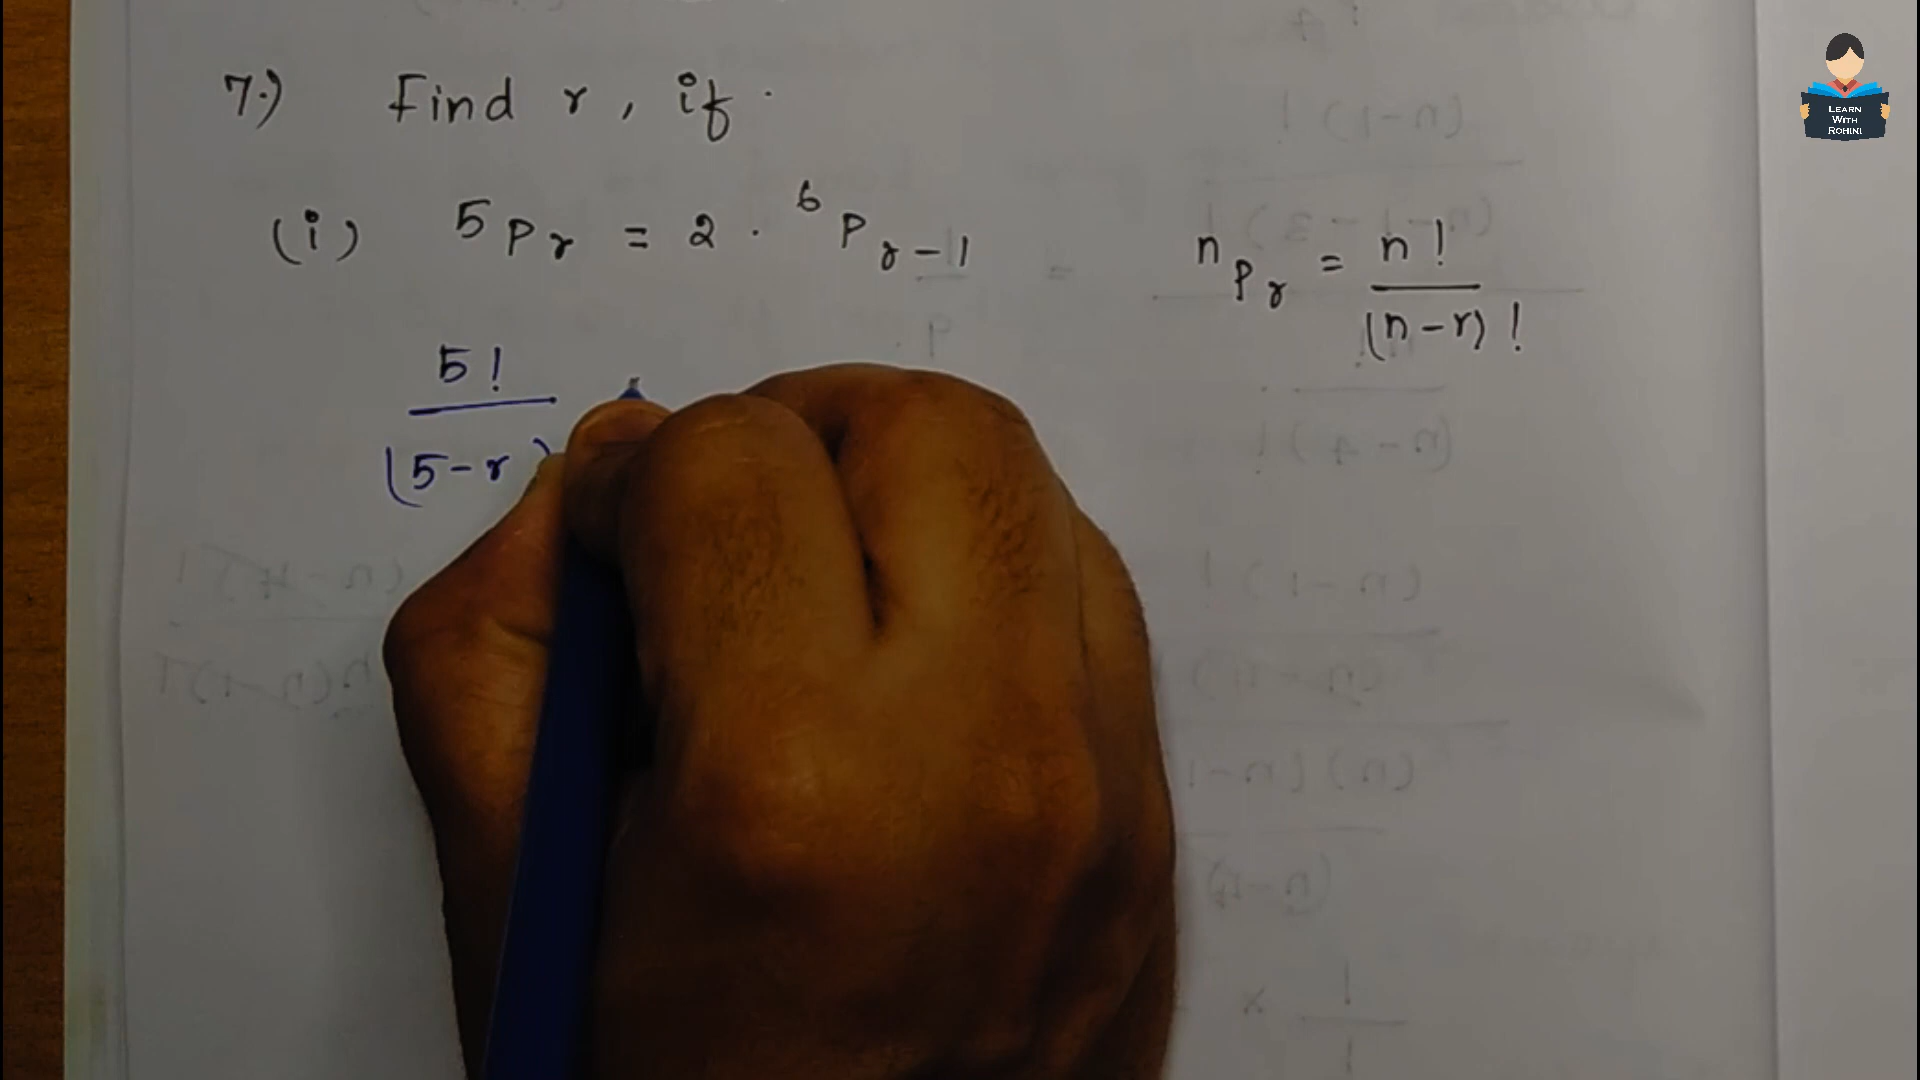 7.) Find r, if
(i) 5Pr = 2 . 6Pr-1
nPr = n! / (n-r)!
5!
(5-r)
LEARN
WITH
ROHINI